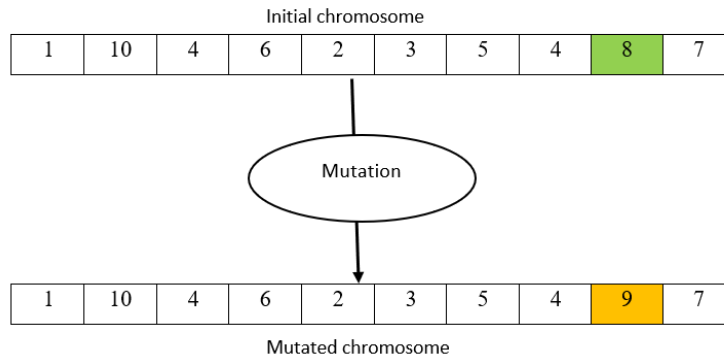 Initial chromosome
1 10 4 6 2 3 5 4 8 7
Mutation
1 10 4 6 2 3 5 4 9 7
Mutated chromosome